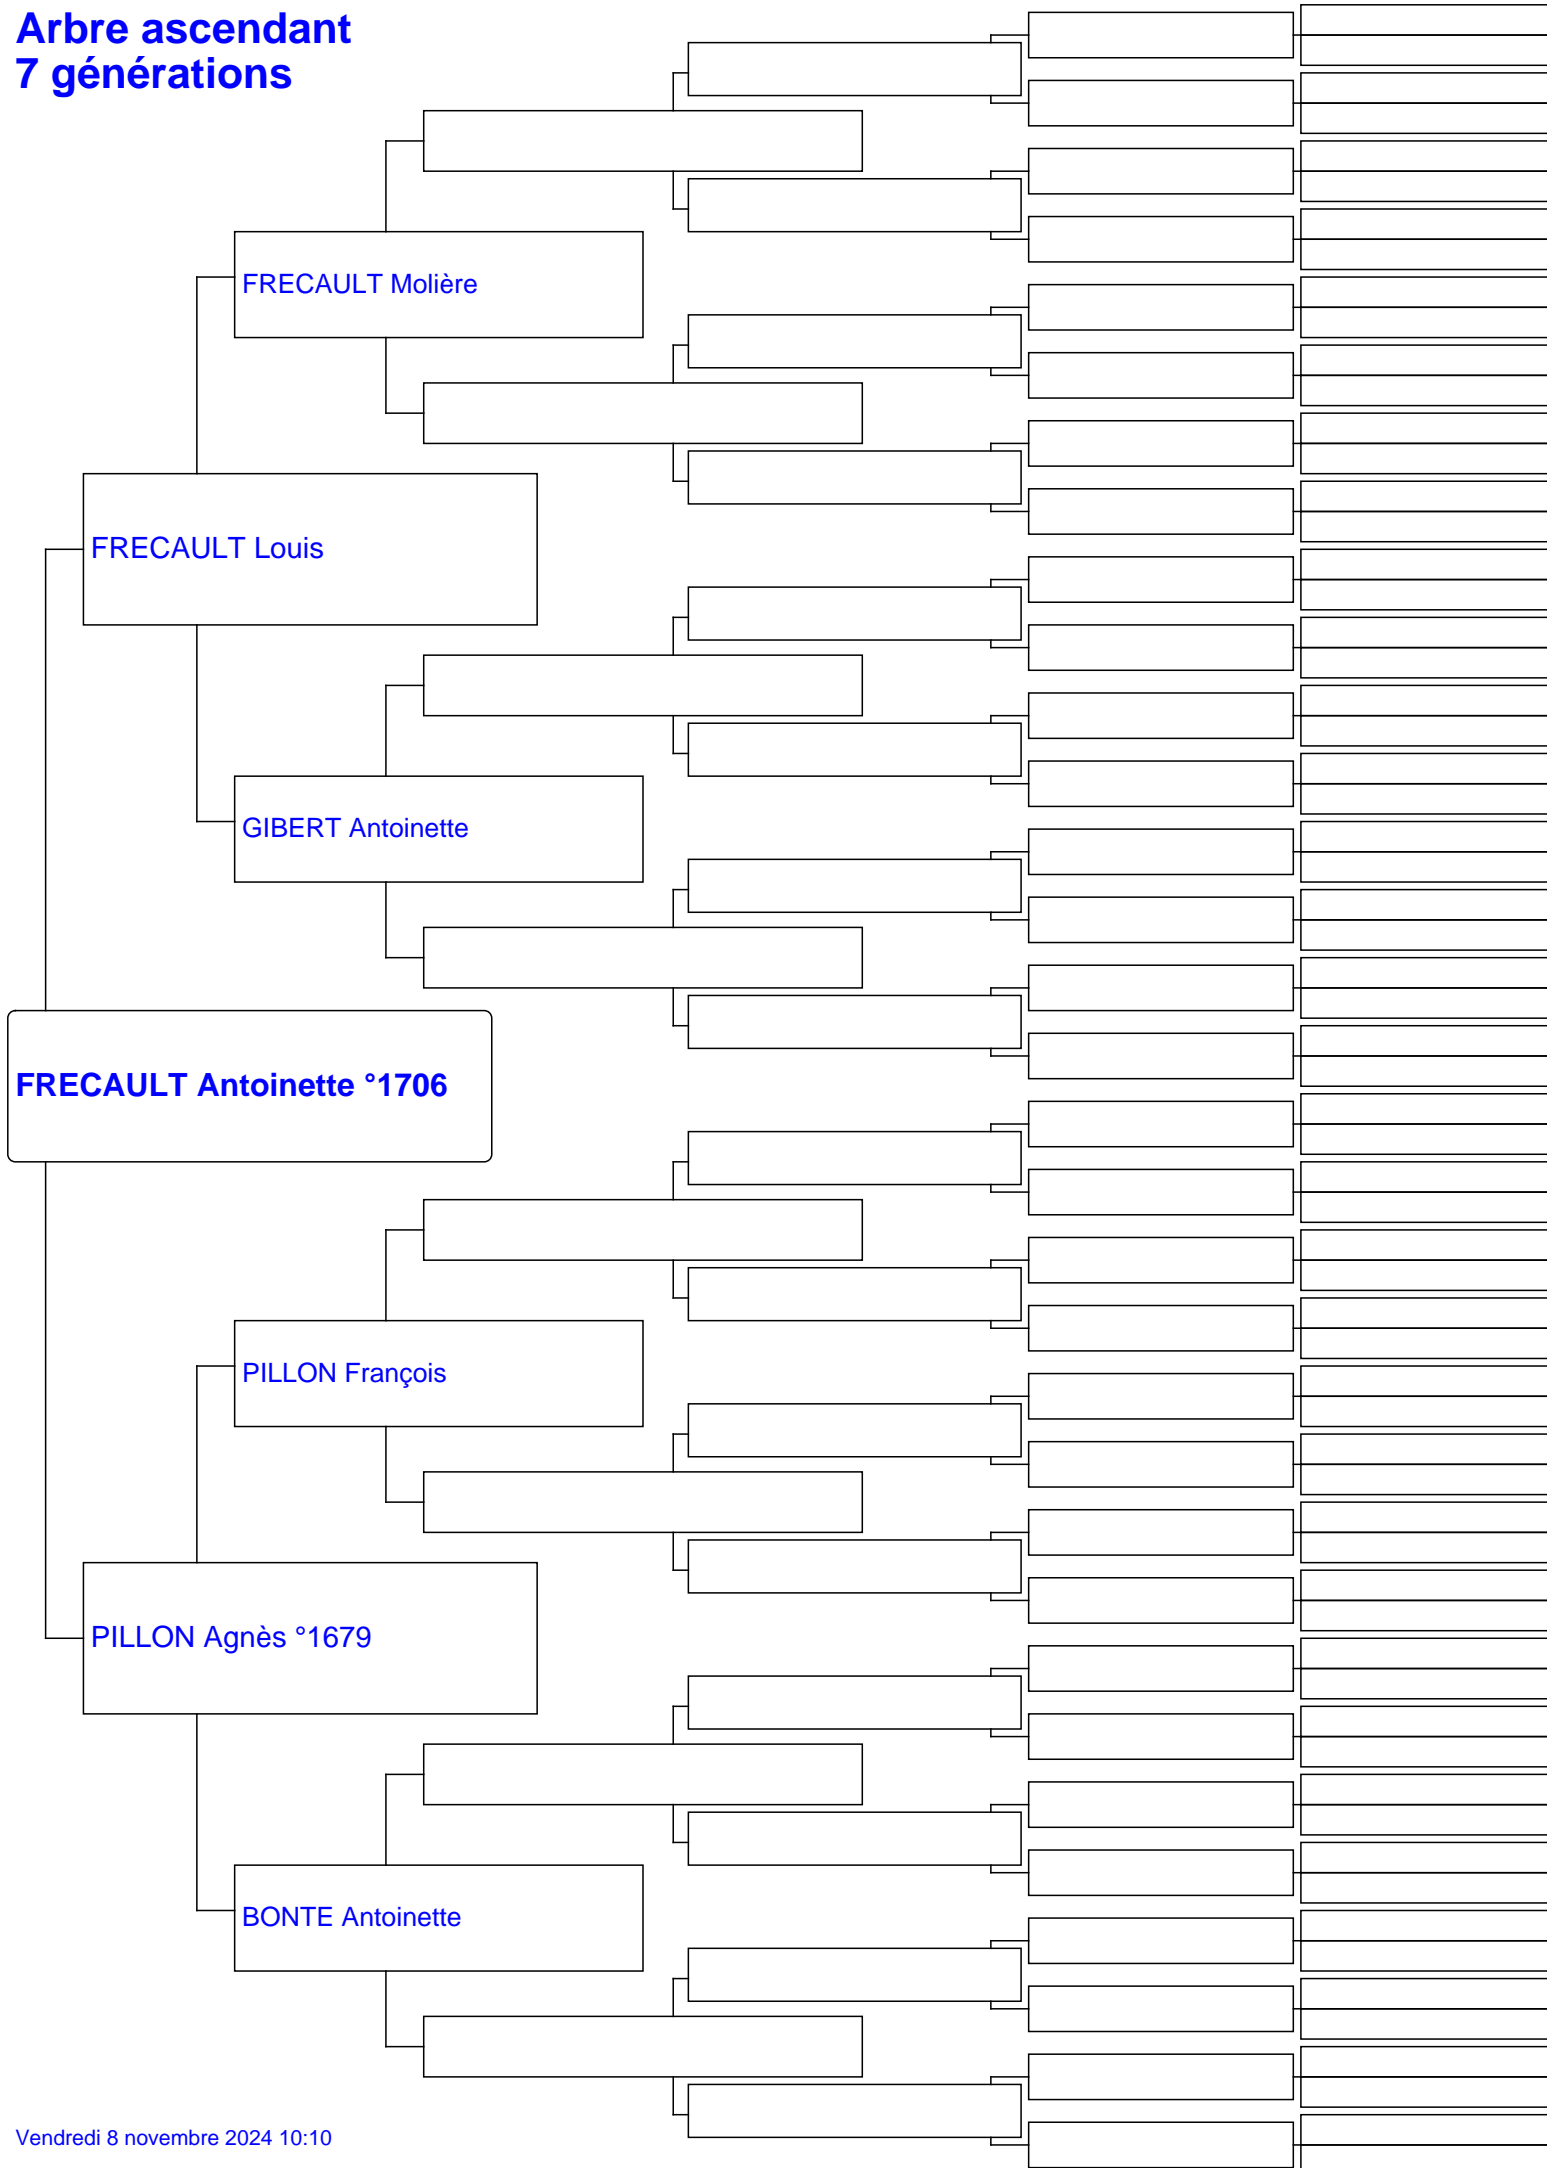 Arbre ascendant
7 générations
FRECAULT Molière
FRECAULT Louis
GIBERT Antoinette
FRECAULT Antoinette °1706
PILLON François
PILLON Agnès °1679
BONTE Antoinette
Vendredi 8 novembre 2024 10:10